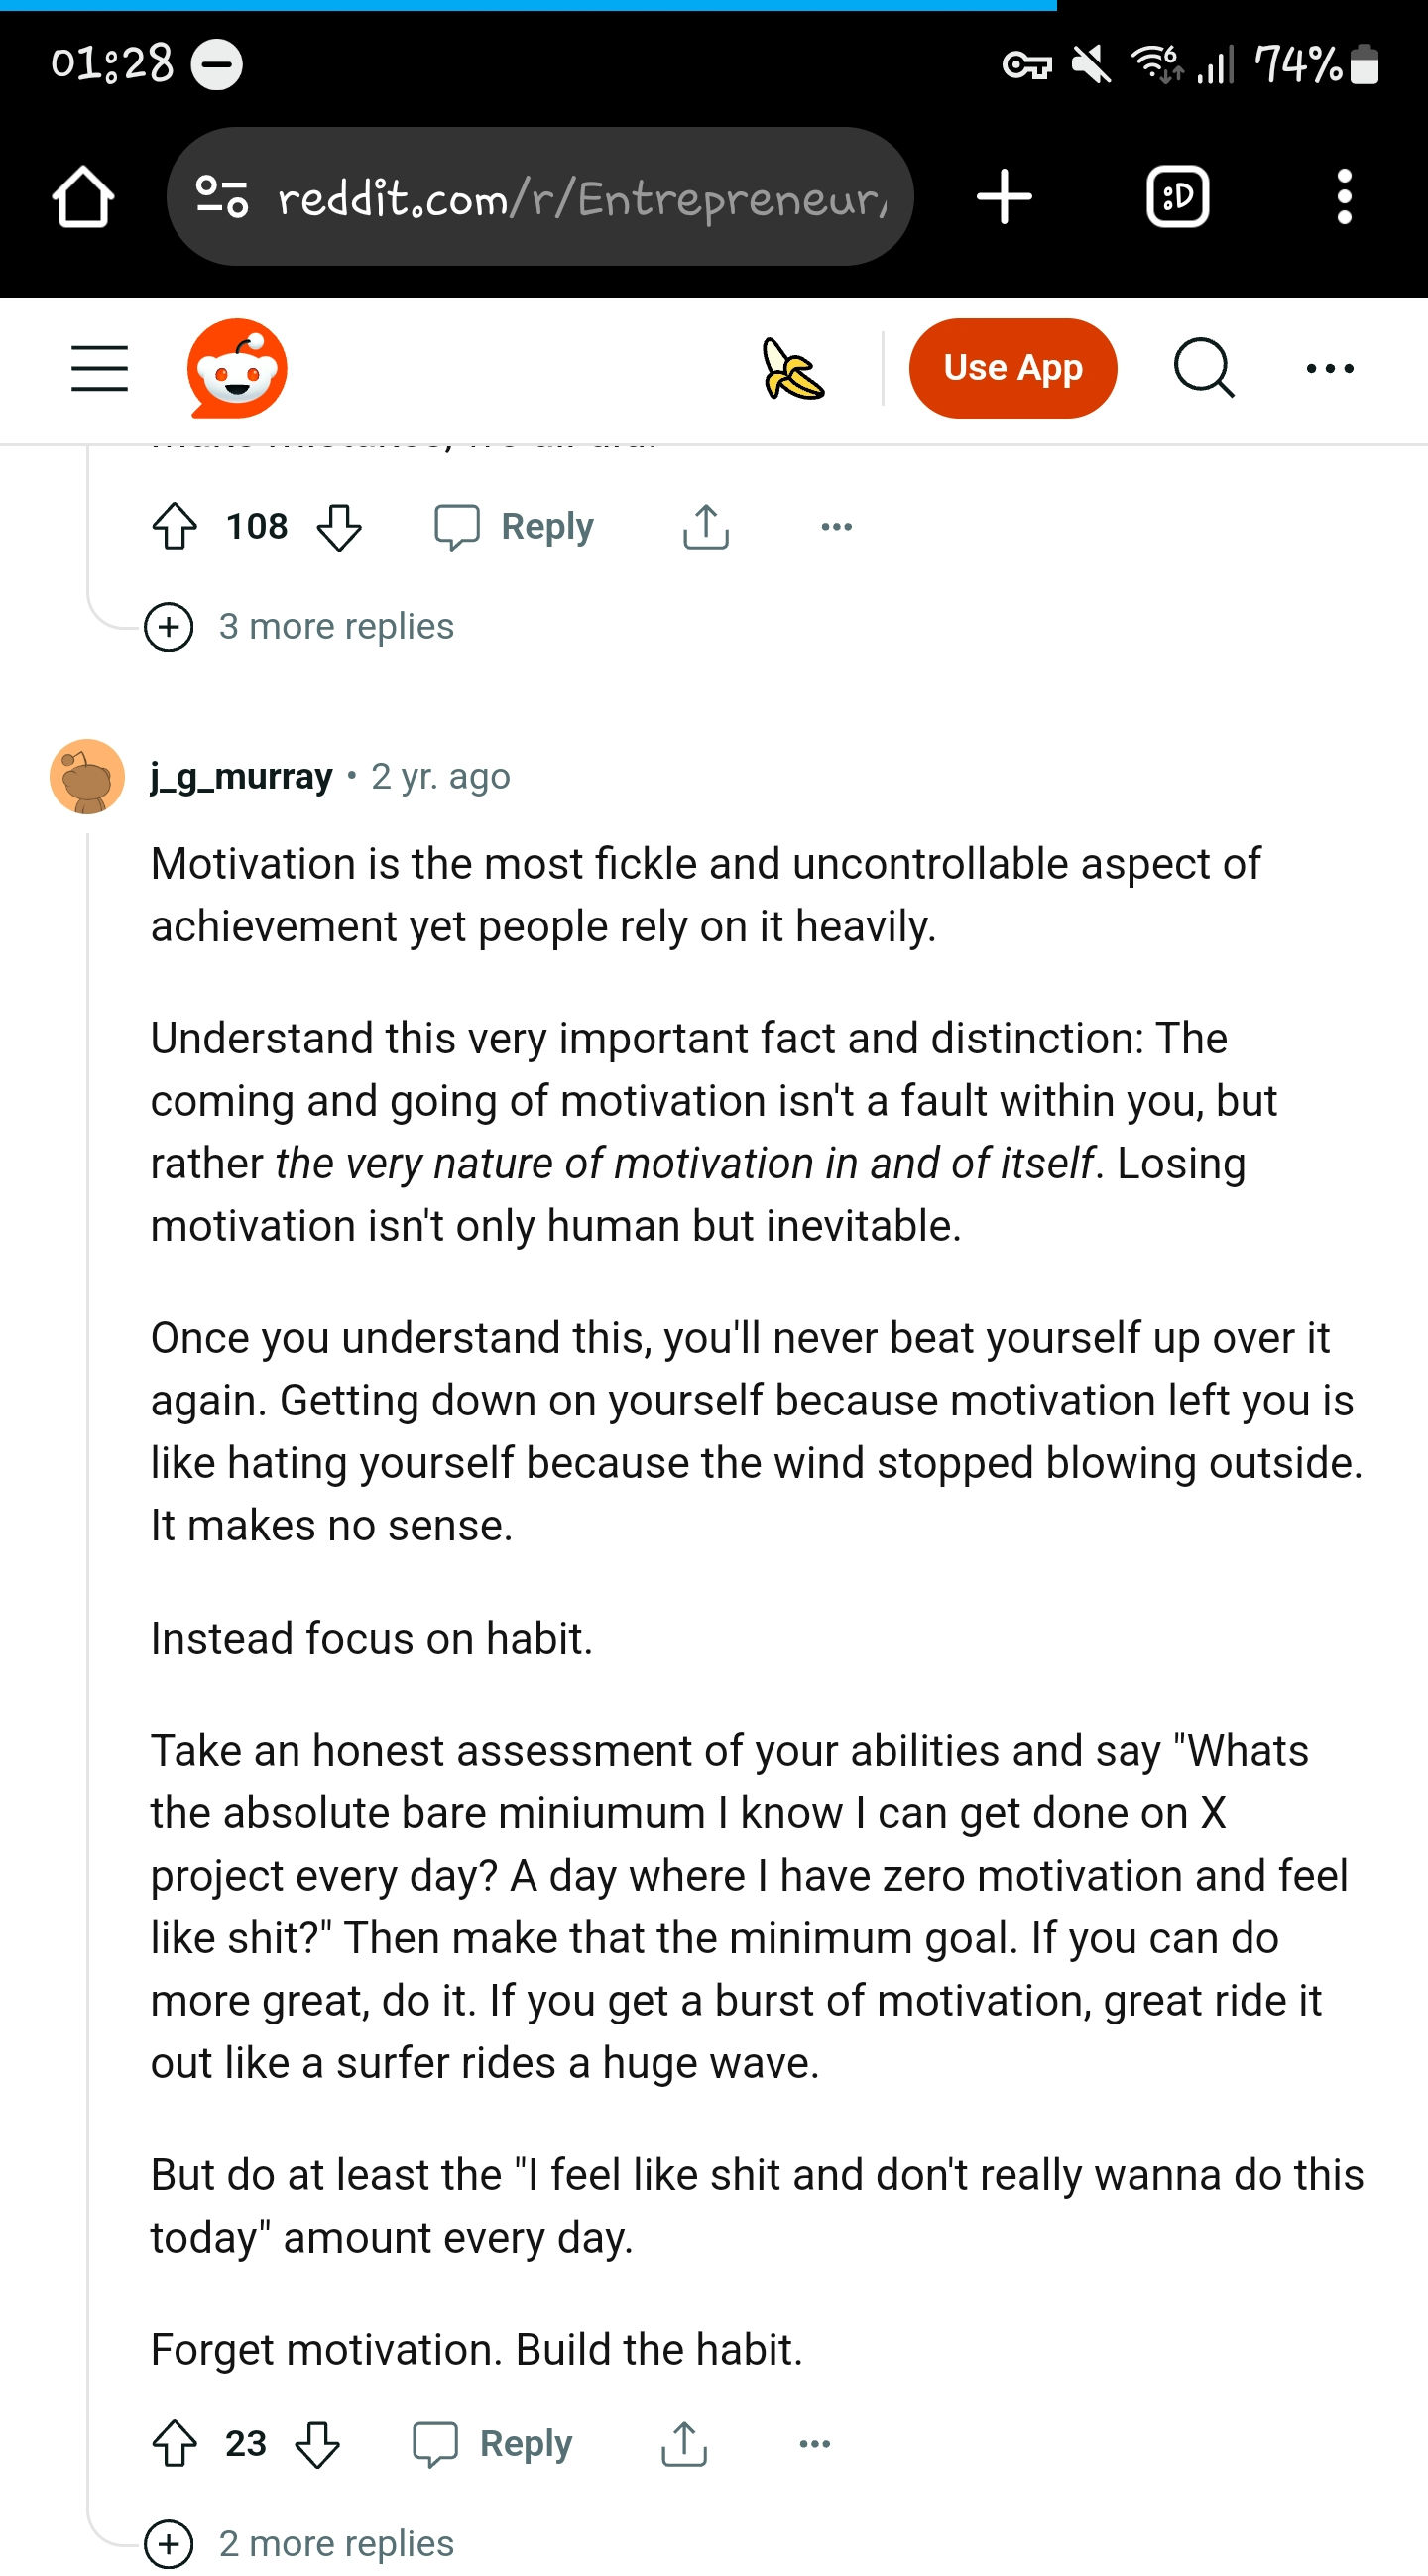 01:28
6 74%
reddit.com/r/Entrepreneur/
:D
Use App
108
Reply
3 more replies
j_g_murray • 2 yr. ago
Motivation is the most fickle and uncontrollable aspect of
achievement yet people rely on it heavily.
Understand this very important fact and distinction: The
coming and going of motivation isn't a fault within you, but
rather the very nature of motivation in and of itself. Losing
motivation isn't only human but inevitable.
Once you understand this, you'll never beat yourself up over it
again. Getting down on yourself because motivation left you is
like hating yourself because the wind stopped blowing outside.
It makes no sense.
Instead focus on habit.
Take an honest assessment of your abilities and say "Whats
the absolute bare miniumum I know I can get done on X
project every day? A day where I have zero motivation and feel
like shit?" Then make that the minimum goal. If you can do
more great, do it. If you get a burst of motivation, great ride it
out like a surfer rides a huge wave.
But do at least the "I feel like shit and don't really wanna do this
today" amount every day.
Forget motivation. Build the habit.
23
Reply
2 more replies